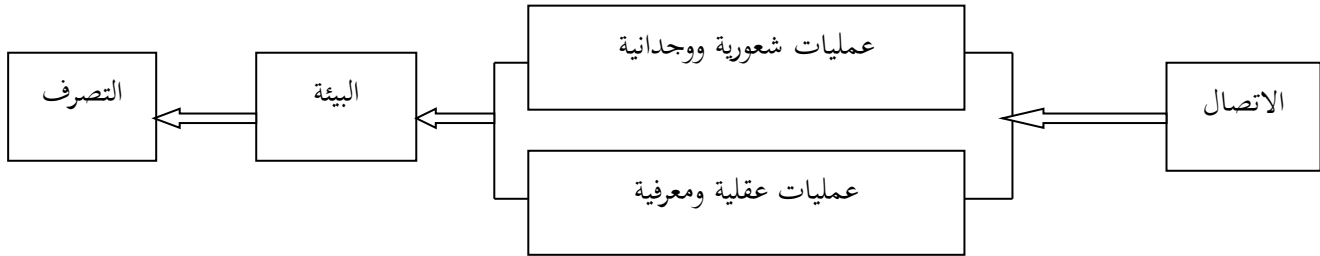 الاتصال
عمليات شعورية ووجدانية
عمليات عقلية ومعرفية
البيئة
التصرف